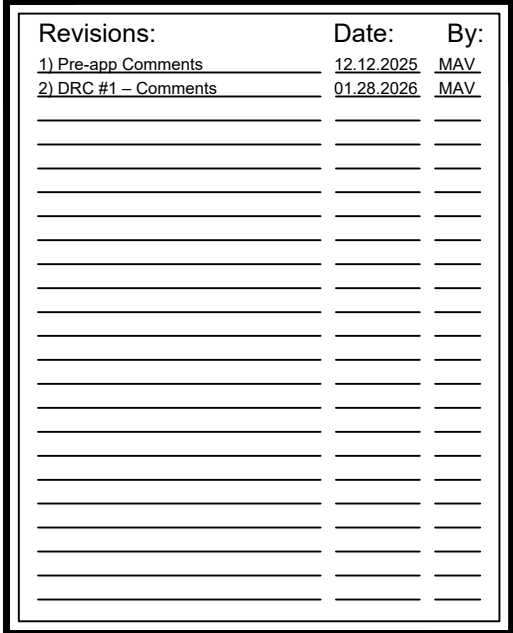 Revisions: Date: By:
1) Pre-app Comments 12.12.2025 MAV
2) DRC #1 – Comments 01.28.2026 MAV